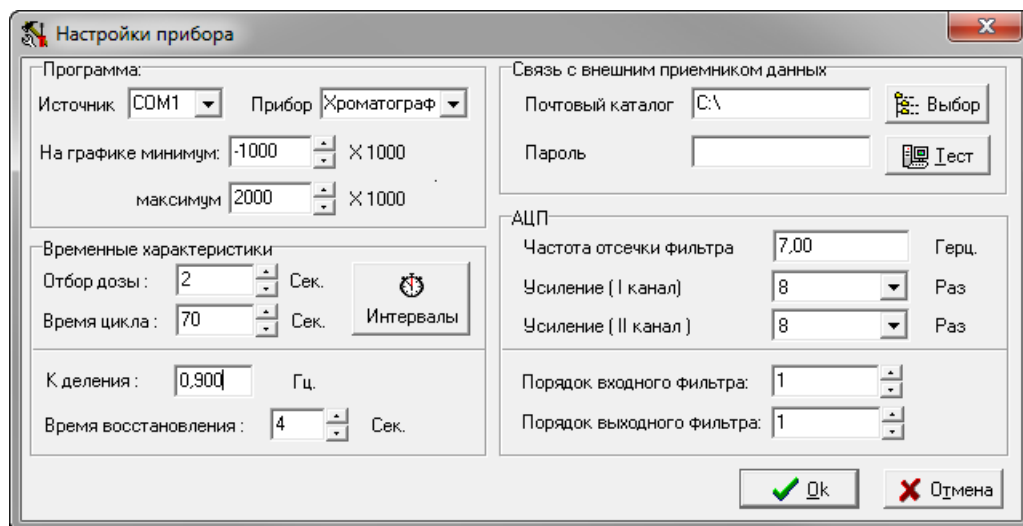 Настройки прибора
Программа:
Источник COM1 Прибор Хроматограф
На графике минимум: -1000 X 1000
максимум 2000 X 1000
Временные характеристики
Отбор дозы : 2 Сек.
Время цикла : 70 Сек.
Интервалы
К деления : 0,900 Гц.
Время восстановления : 4 Сек.
Связь с внешним приемником данных
Почтовый каталог C:\ Выбор
Пароль Тест
АЦП
Частота отсечки фильтра 7,00 Герц.
Усиление ( I канал) 8 Раз
Усиление ( II канал ) 8 Раз
Порядок входного фильтра: 1
Порядок выходного фильтра: 1
Ok Отмена